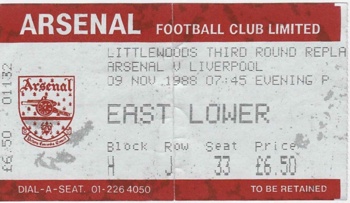 ARSENAL FOOTBALL CLUB LIMITED
LITTLEWOODS THIRD ROUND REPLA
ARSENAL V LIVERPOOL
09 NOV 1988 07:45 EVENING P
EAST LOWER
Block Row Seat Price
H J 33 £6.50
£6.50 01132
Arsenal
DIAL-A-SEAT. 01-226 4050
TO BE RETAINED